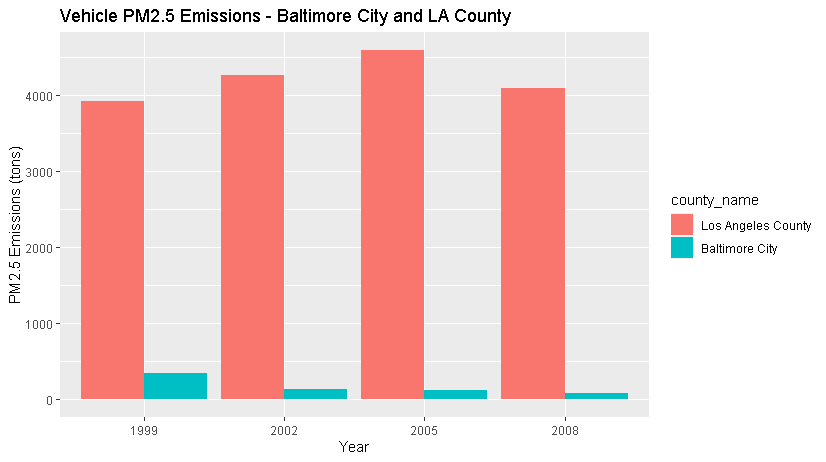 Vehicle PM2.5 Emissions - Baltimore City and LA County
PM2.5 Emissions (tons)
4000
3000
2000
1000
0
1999
2002
2005
2008
Year
county_name
Los Angeles County
Baltimore City